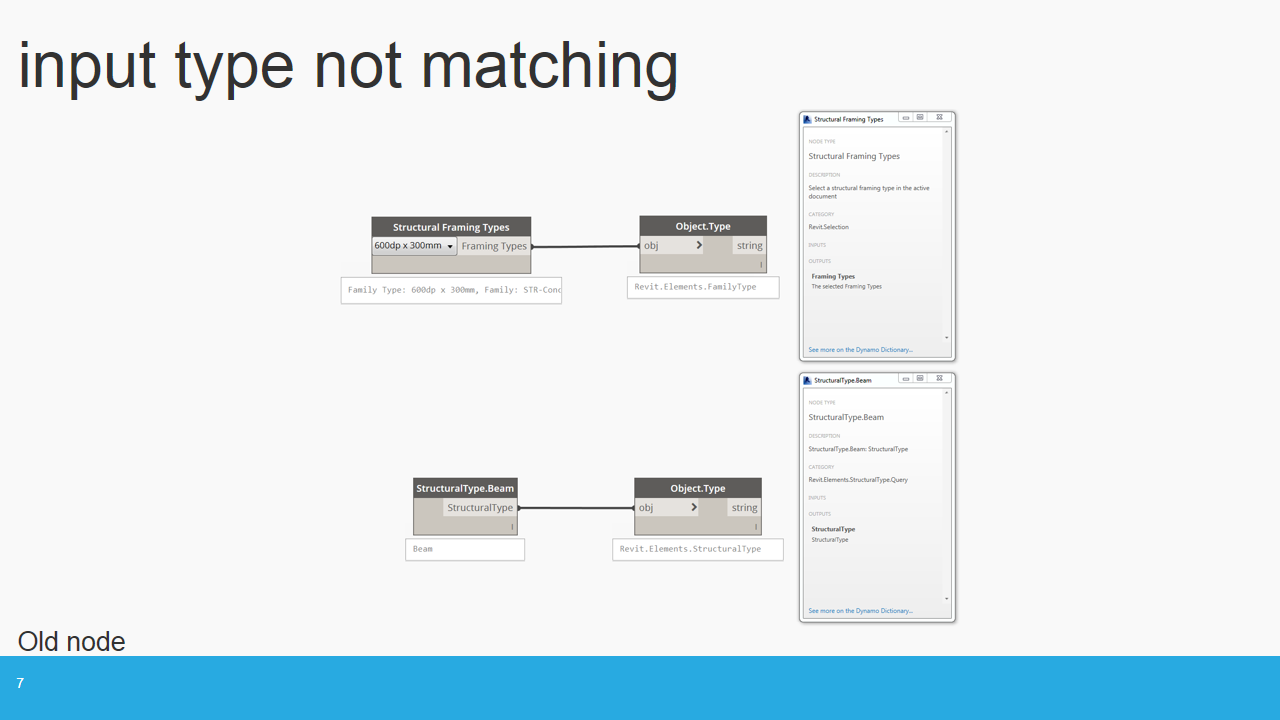 input type not matching
Structural Framing Types
600dp x 300mm
Framing Types
Family Type: 600dp x 300mm, Family: STR-Conc
Object.Type
obj
>
string
l
Revit.Elements.FamilyType
Structural Framing Types
NODE TYPE
Structural Framing Types
DESCRIPTION
Select a structural framing type in the active
document
CATEGORY
Revit.Selection
INPUTS
OUTPUTS
Framing Types
The selected Framing Types
See more on the Dynamo Dictionary...
StructuralType.Beam
StructuralType
l
Beam
Object.Type
obj
>
string
l
Revit.Elements.StructuralType
StructuralType.Beam
NODE TYPE
StructuralType.Beam
DESCRIPTION
StructuralType.Beam: StructuralType
CATEGORY
Revit.Elements.StructuralType.Query
INPUTS
OUTPUTS
StructuralType
StructuralType
See more on the Dynamo Dictionary...
Old node
7